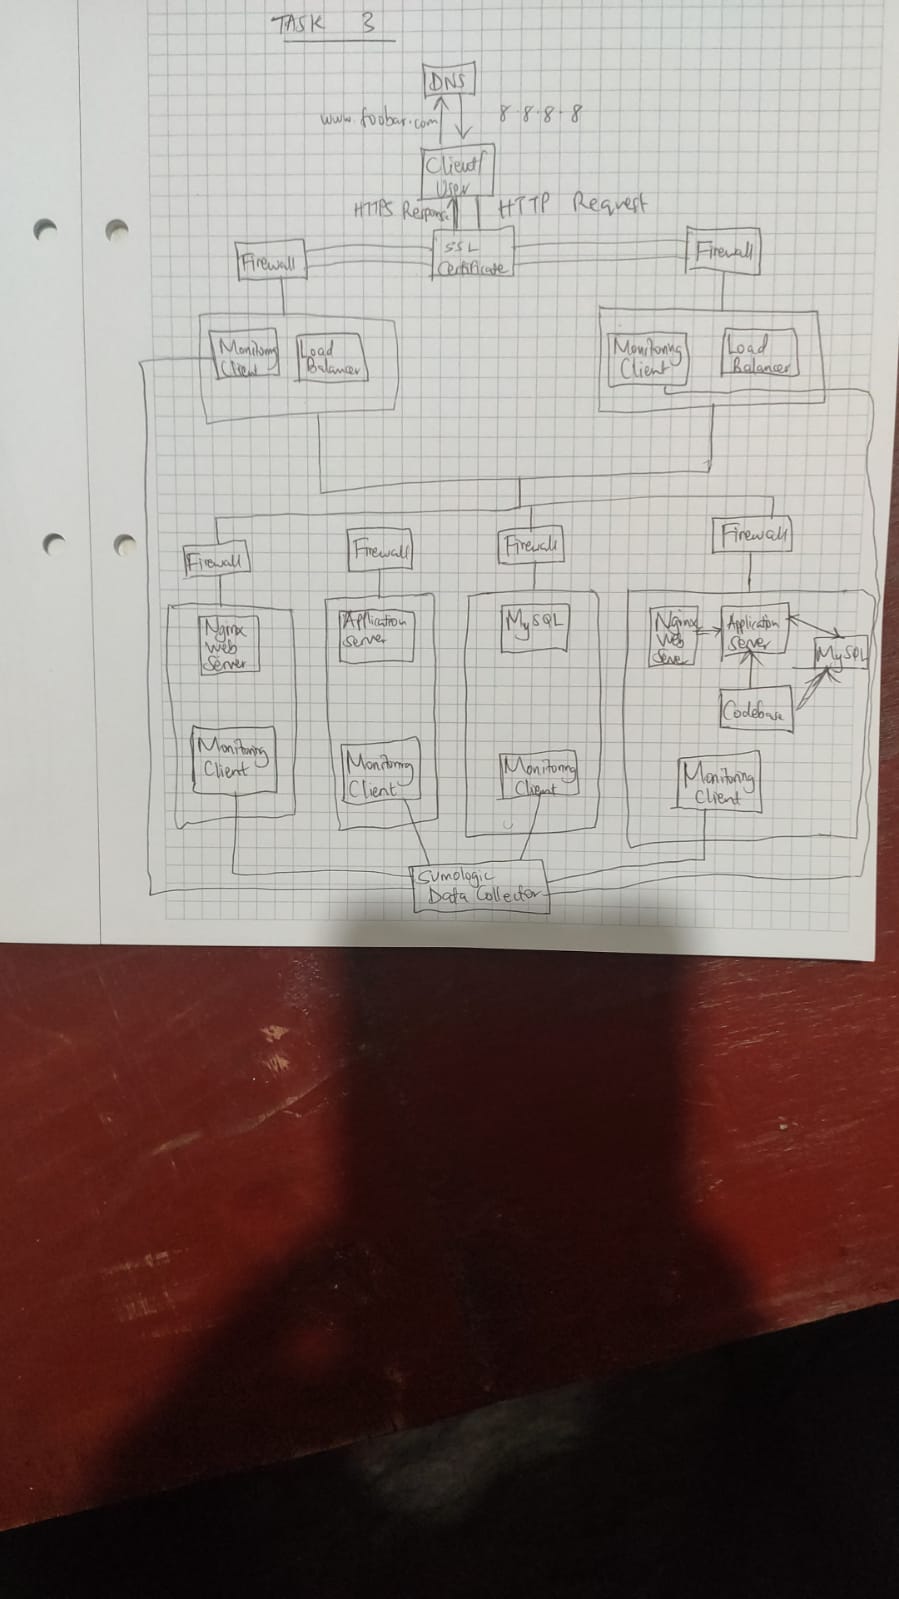 TASK 3
DNS
www.foobar.com
8.8.8.8
Client/
User
HTTPS Response
HTTP Request
Firewall
SSL
Certificate
Firewall
Monitoring
Client
Load
Balancer
Monitoring
Client
Load
Balancer
Firewall
Firewall
Firewall
Firewall
Nginx
Web
Server
Application
Server
MySQL
Nginx
Web
Server
Application
Server
MySQL
Codebase
Monitoring
Client
Monitoring
Client
Monitoring
Client
Monitoring
Client
Sumologic
Data Collector